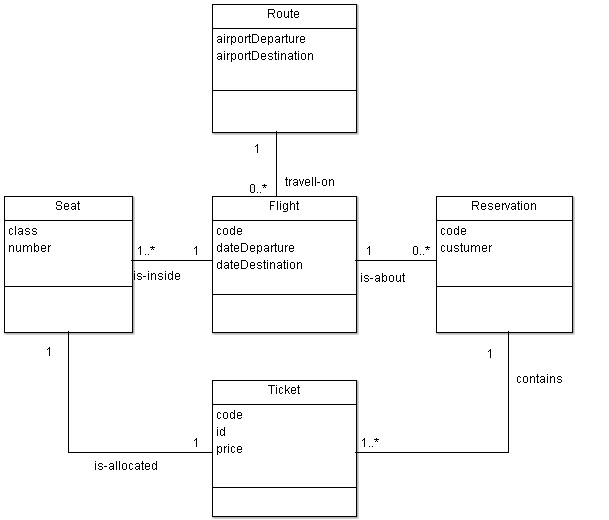 Route
airportDeparture
airportDestination
1
0..*
travell-on
Seat
class
number
1..*
1
is-inside
Flight
code
dateDeparture
dateDestination
1
0..*
is-about
Reservation
code
custumer
1
1
contains
Ticket
code
id
price
1
1..*
is-allocated